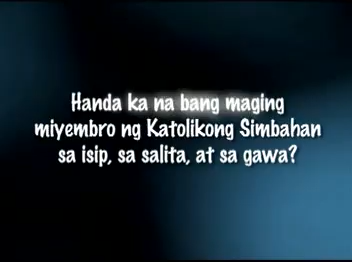 Handa ka na bang maging
miyembro ng Katolikong Simbahan
sa isip, sa salita, at sa gawa?